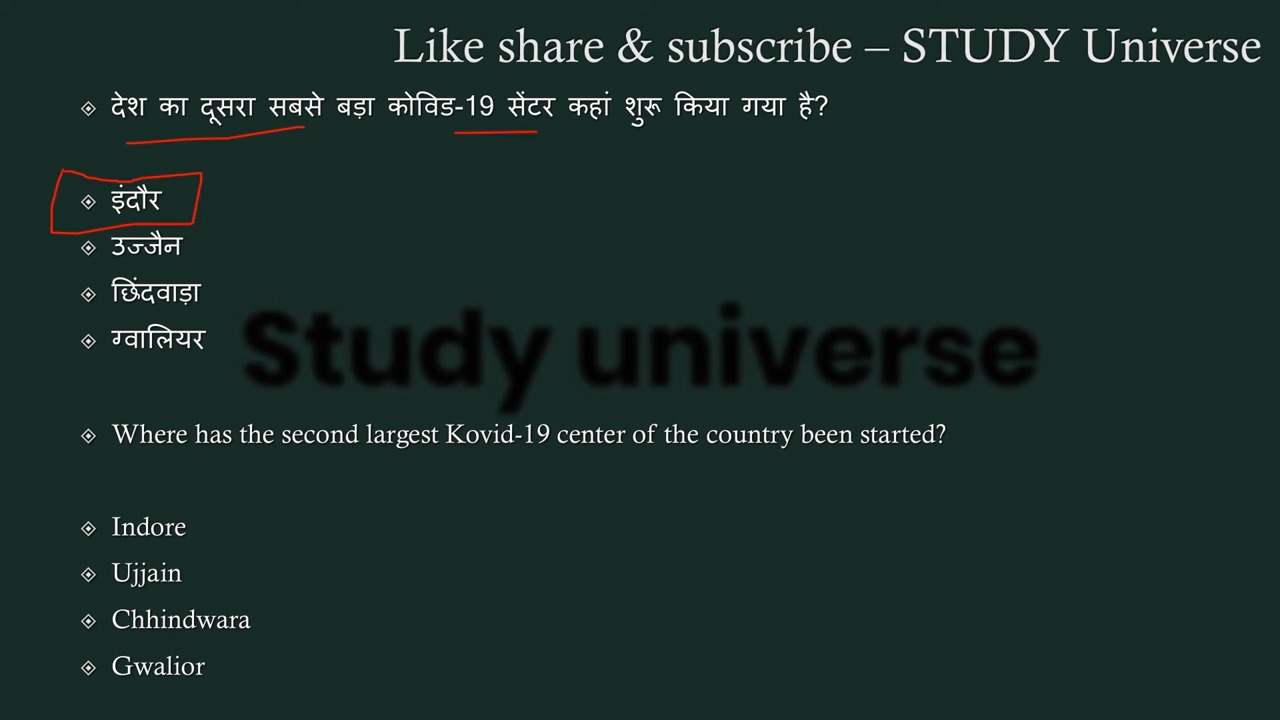 Like share & subscribe – STUDY Universe
देश का दूसरा सबसे बड़ा कोविड-19 सेंटर कहां शुरू किया गया है?
इंदौर
उज्जैन
छिंदवाड़ा
ग्वालियर
Study universe
Where has the second largest Kovid-19 center of the country been started?
Indore
Ujjain
Chhindwara
Gwalior